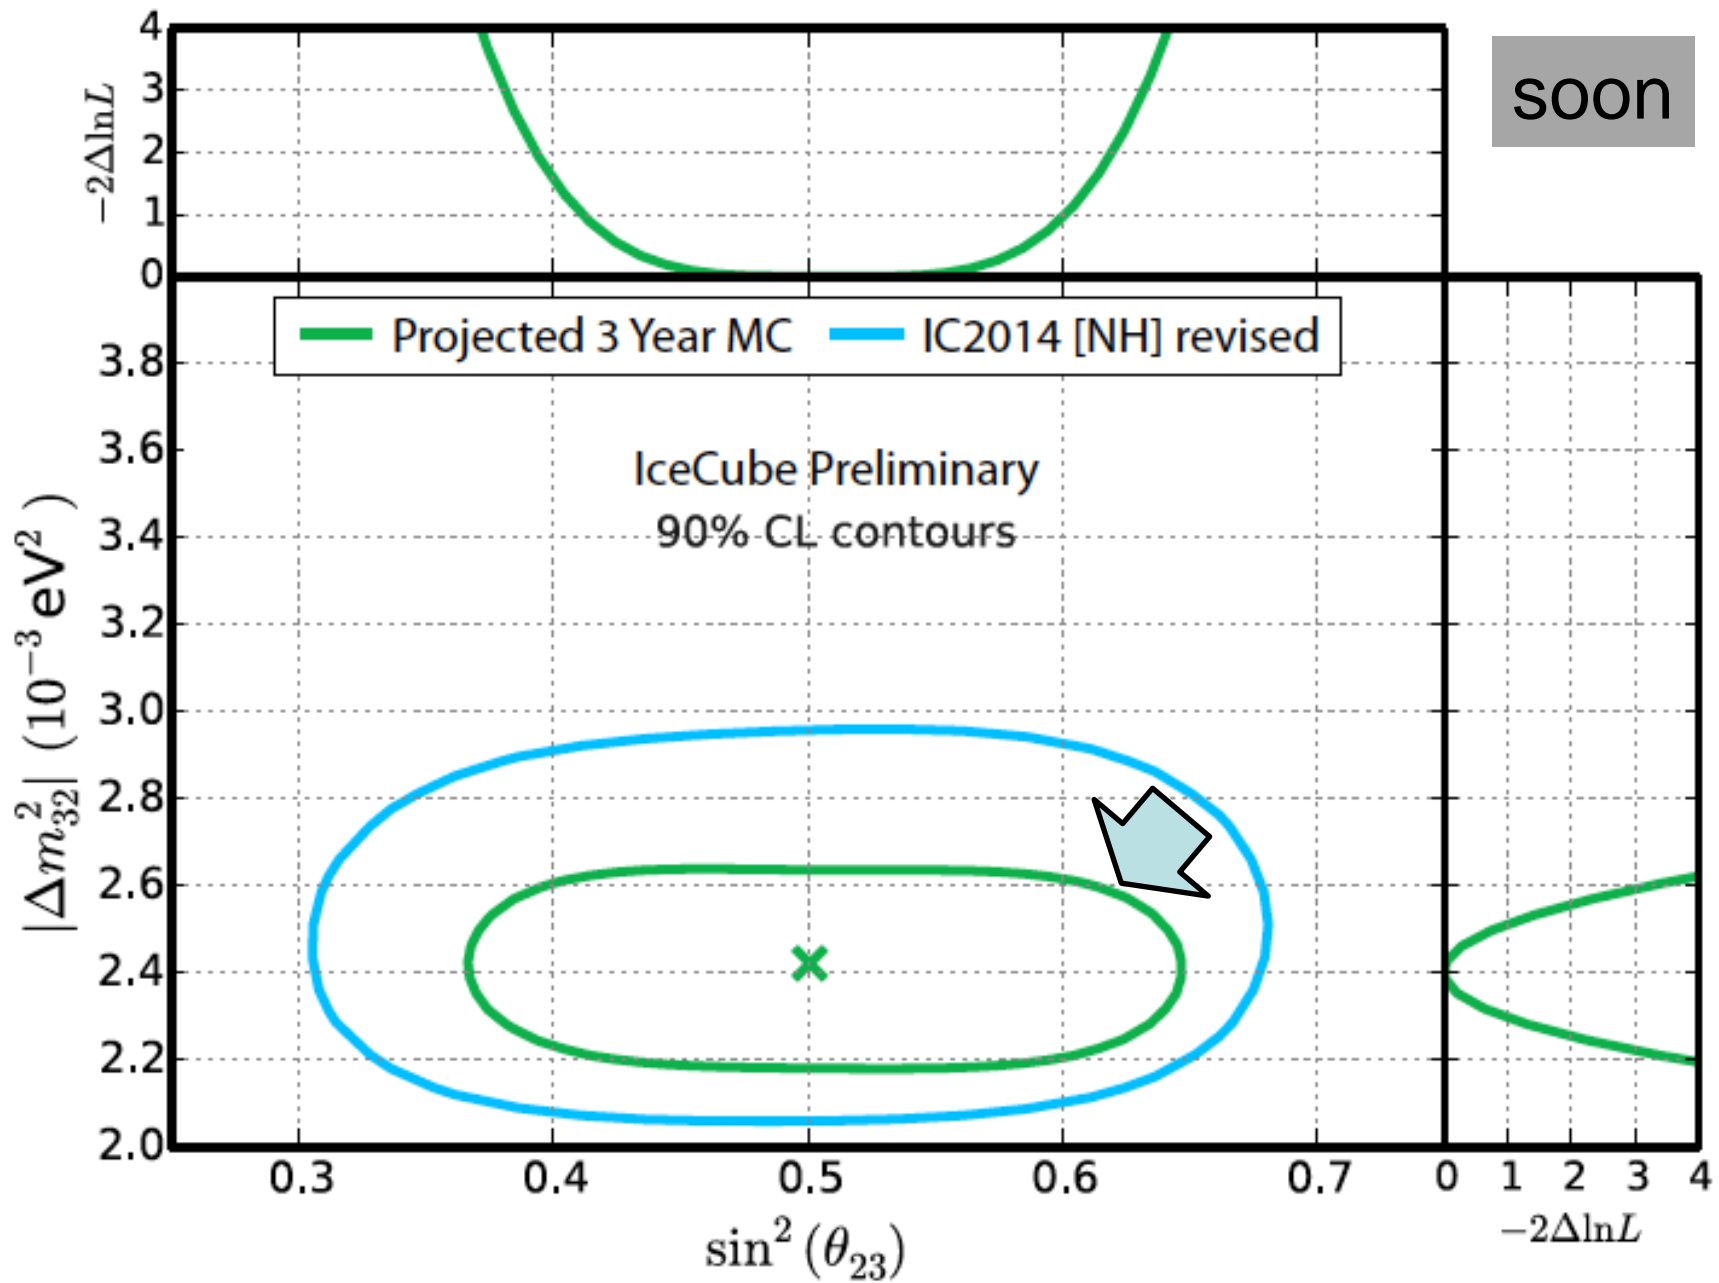 soon
4
3
2
1
0
−2ΔlnL
Projected 3 Year MC
IC2014 [NH] revised
IceCube Preliminary
90% CL contours
3.8
3.6
3.4
3.2
3.0
2.8
2.6
2.4
2.2
2.0
|Δm²₃₂| (10⁻³ eV²)
0.3 0.4 0.5 0.6 0.7
sin² (θ₂₃)
0 1 2 3 4
−2ΔlnL